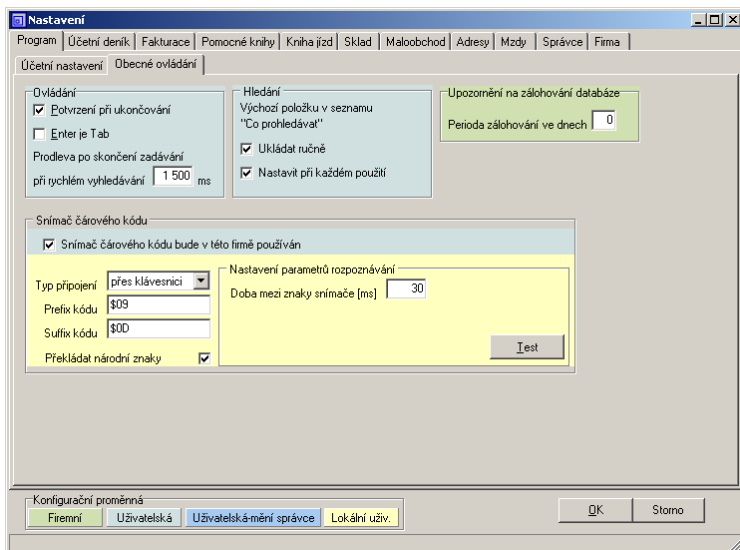 Nastavení
Program Účetní deník Fakturace Pomocné knihy Kniha jízd Sklad Maloobchod Adresy Mzdy Správce Firma
Účetní nastavení Obecné ovládání
Ovládání
Potvrzení při ukončování
Enter je Tab
Prodleva po skončení zadávání
při rychlém vyhledávání 1 500 ms
Hledání
Výchozí položku v seznamu
"Co prohledávat"
Ukládat ručně
Nastavit při každém použití
Upozornění na zálohování databáze
Perioda zálohování ve dnech 0
Snímač čárového kódu
Snímač čárového kódu bude v této firmě používán
Typ připojení přes klávesnici
Prefix kódu $09
Suffix kódu $0D
Překládat národní znaky
Nastavení parametrů rozpoznávání
Doba mezi znaky snímače [ms] 30
Test
Konfigurační proměnná
Firemní Uživatelská Uživatelská-mění správce Lokální uživ.
OK Storno